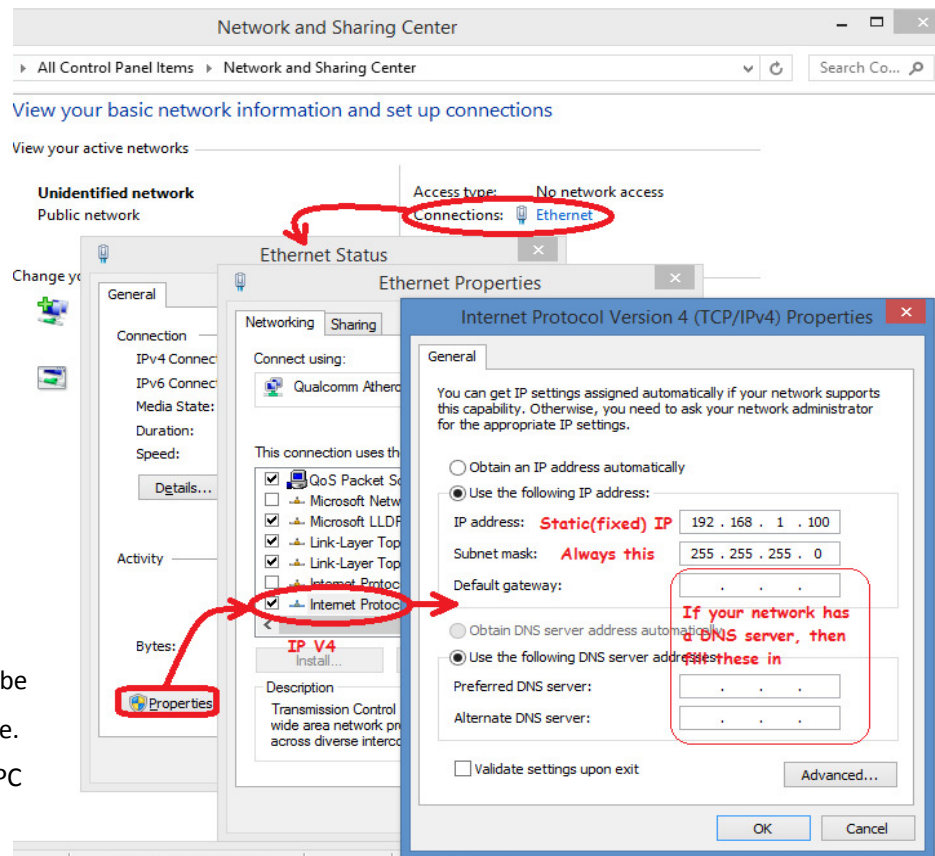 Network and Sharing Center
All Control Panel Items Network and Sharing Center
Search Co...
View your basic network information and set up connections
View your active networks
Unidentified network
Public network
Access type: No network access
Connections: Ethernet
Change yo
Ethernet Status
General
Connection
IPv4 Connec
IPv6 Connec
Media State:
Duration:
Speed:
Details...
Activity
Bytes:
Properties
Ethernet Properties
Networking Sharing
Connect using:
Qualcomm Athero
This connection uses th
QoS Packet Sc
Microsoft Netw
Microsoft LLDP
Link-Layer Top
Link-Layer Top
Internet Protoc
Internet Protoc
IP V4
Install...
Description
Transmission Control
wide area network pro
across diverse interco
Internet Protocol Version 4 (TCP/IPv4) Properties
General
You can get IP settings assigned automatically if your network supports
this capability. Otherwise, you need to ask your network administrator
for the appropriate IP settings.
Obtain an IP address automatically
Use the following IP address:
IP address: Static(fixed) IP 192 . 168 . 1 . 100
Subnet mask: Always this 255 . 255 . 255 . 0
Default gateway: . . .
If your network has
a DNS server, then
fill these in
Obtain DNS server address automatically
Use the following DNS server addresses:
Preferred DNS server: . . .
Alternate DNS server: . . .
Validate settings upon exit
Advanced...
OK Cancel
be
e.
PC